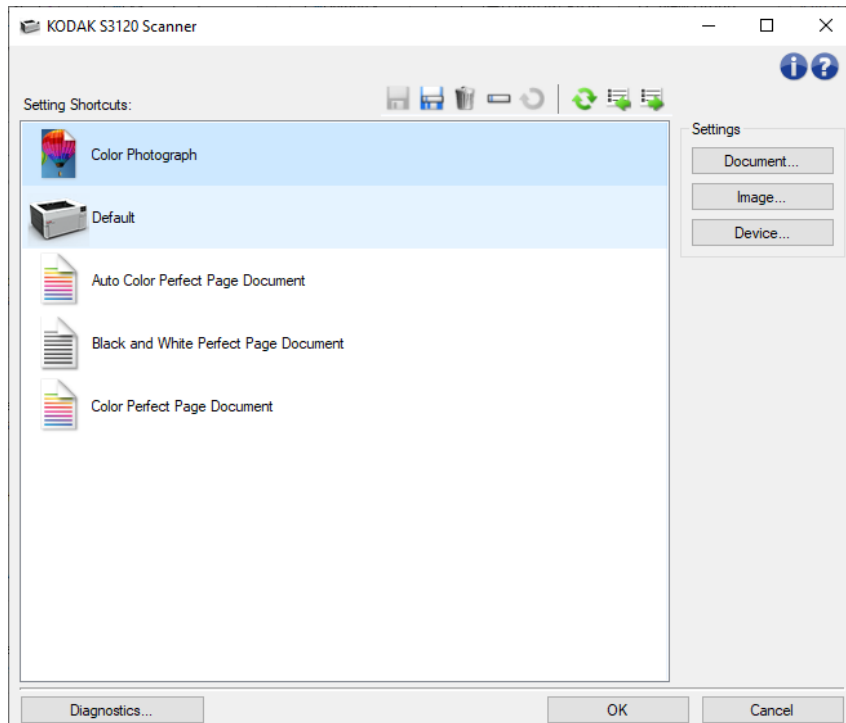 KODAK S3120 Scanner
Setting Shortcuts:
Color Photograph
Default
Auto Color Perfect Page Document
Black and White Perfect Page Document
Color Perfect Page Document
Settings
Document...
Image...
Device...
Diagnostics...
OK
Cancel